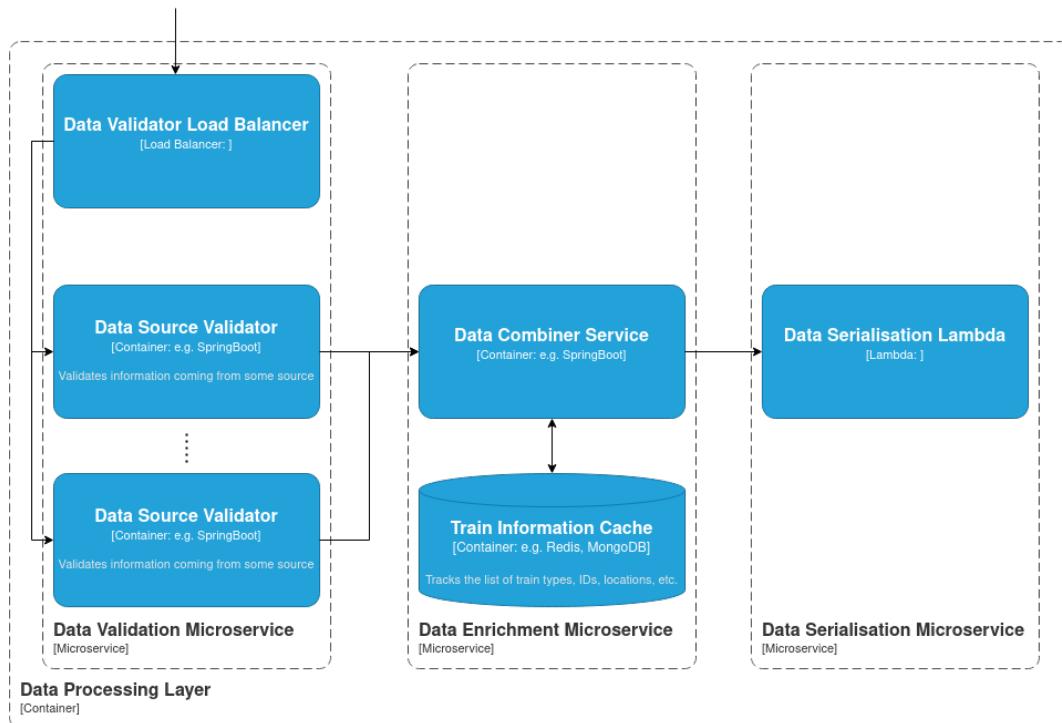 Data Validator Load Balancer
[Load Balancer: ]
Data Source Validator
[Container: e.g. SpringBoot]
Validates information coming from some source
Data Source Validator
[Container: e.g. SpringBoot]
Validates information coming from some source
Data Validation Microservice
[Microservice]
Data Combiner Service
[Container: e.g. SpringBoot]
Train Information Cache
[Container: e.g. Redis, MongoDB]
Tracks the list of train types, IDs, locations, etc.
Data Enrichment Microservice
[Microservice]
Data Serialisation Lambda
[Lambda: ]
Data Serialisation Microservice
[Microservice]
Data Processing Layer
[Container]